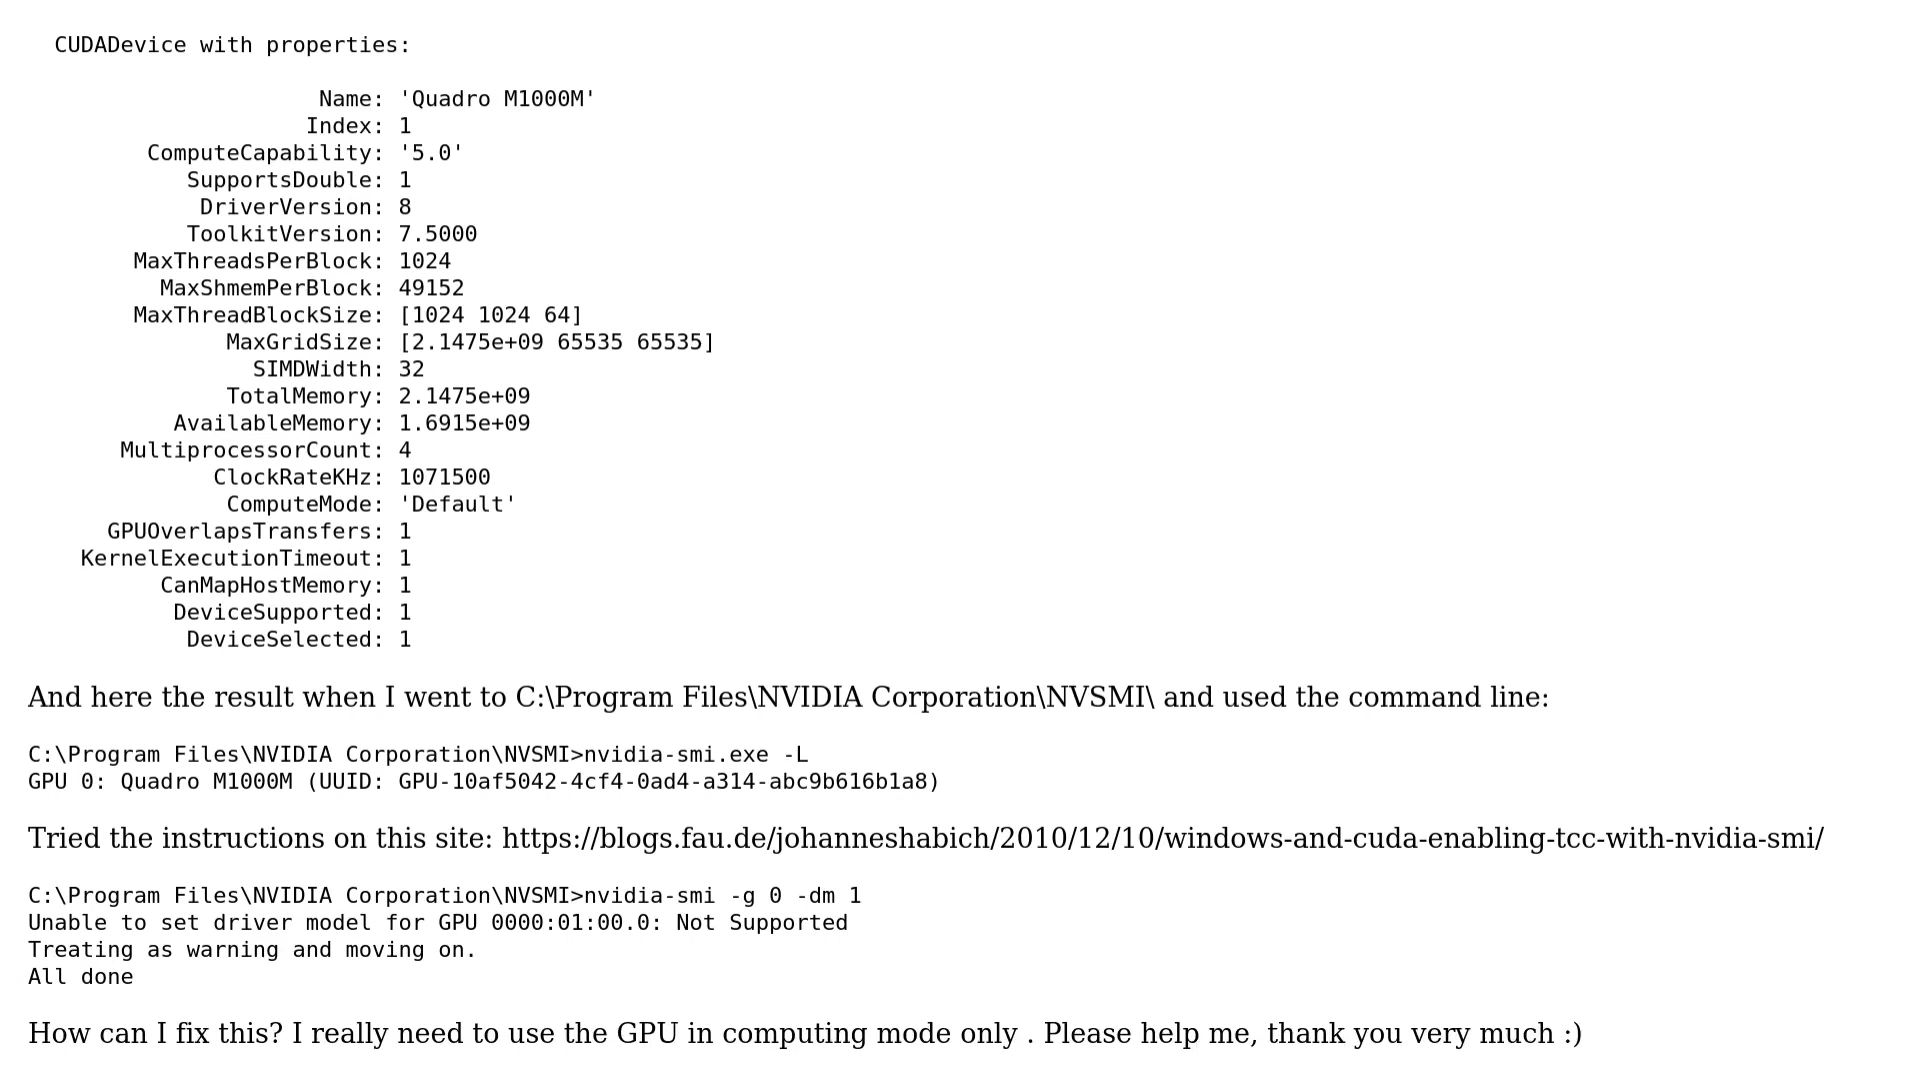 CUDADevice with properties:
Name: 'Quadro M1000M'
Index: 1
ComputeCapability: '5.0'
SupportsDouble: 1
DriverVersion: 8
ToolkitVersion: 7.5000
MaxThreadsPerBlock: 1024
MaxShmemPerBlock: 49152
MaxThreadBlockSize: [1024 1024 64]
MaxGridSize: [2.1475e+09 65535 65535]
SIMDWidth: 32
TotalMemory: 2.1475e+09
AvailableMemory: 1.6915e+09
MultiprocessorCount: 4
ClockRateKHz: 1071500
ComputeMode: 'Default'
GPUOverlapsTransfers: 1
KernelExecutionTimeout: 1
CanMapHostMemory: 1
DeviceSupported: 1
DeviceSelected: 1
And here the result when I went to C:\Program Files\NVIDIA Corporation\NVSMI\ and used the command line:
C:\Program Files\NVIDIA Corporation\NVSMI>nvidia-smi.exe -L
GPU 0: Quadro M1000M (UUID: GPU-10af5042-4cf4-0ad4-a314-abc9b616b1a8)
Tried the instructions on this site: https://blogs.fau.de/johanneshabich/2010/12/10/windows-and-cuda-enabling-tcc-with-nvidia-smi/
C:\Program Files\NVIDIA Corporation\NVSMI>nvidia-smi -g 0 -dm 1
Unable to set driver model for GPU 0000:01:00.0: Not Supported
Treating as warning and moving on.
All done
How can I fix this? I really need to use the GPU in computing mode only . Please help me, thank you very much :)